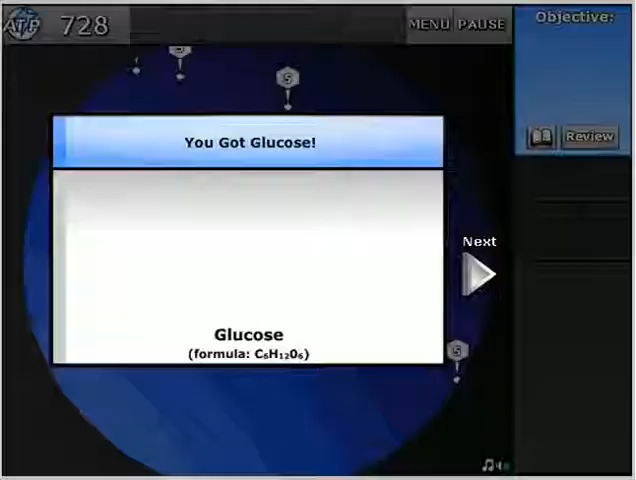 ATP 728
MENU PAUSE
Objective:
Review
S
S
You Got Glucose!
Next
Glucose
(formula: C₆H₁₂O₆)
S